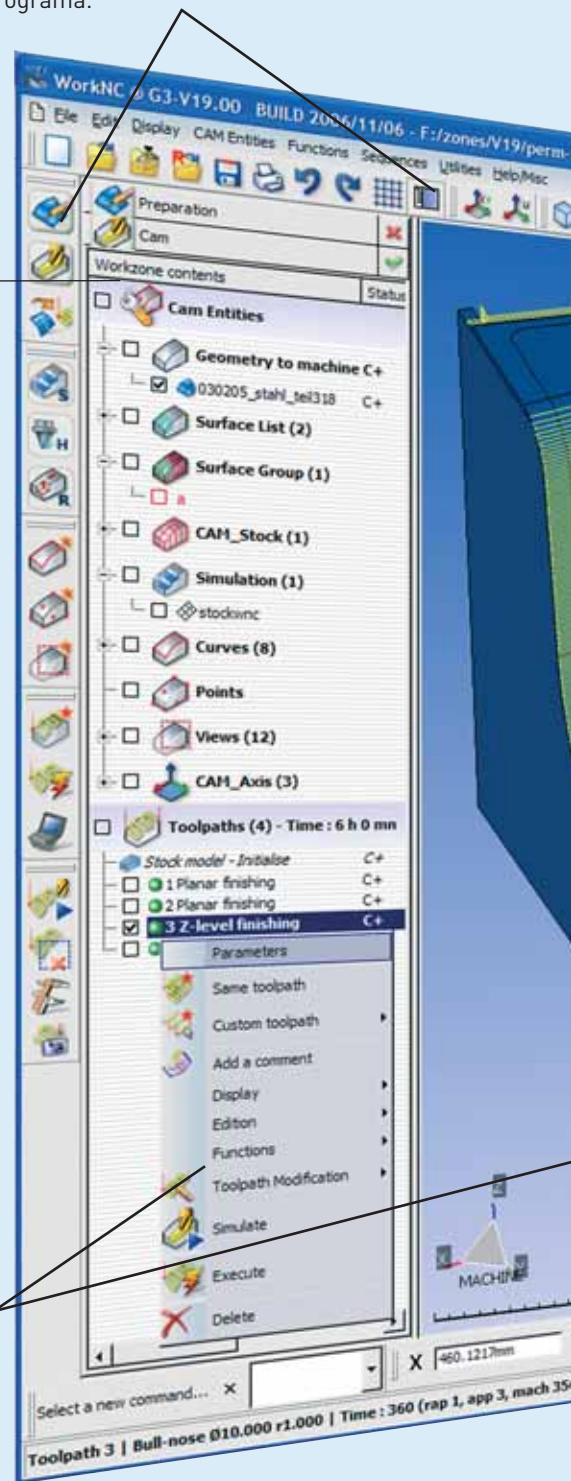 ograma.
WorkNC @ G3-V19.00 BUILD 2006/11/06 - F:/zones/V19/perm-
File Edit Display CAM Entities Functions Sequences Utilities Help/Misc
Preparation
Cam
Workzone contents Status
Cam Entities
Geometry to machine C+
030205_stahl_teil318 C+
Surface List (2)
Surface Group (1)
a
CAM_Stock (1)
Simulation (1)
stockwnc
Curves (8)
Points
Views (12)
CAM_Axis (3)
Toolpaths (4) - Time : 6 h 0 mn
Stock model - Initialise C+
1 Planar finishing C+
2 Planar finishing C+
3 Z-level finishing C+
Parameters
Same toolpath
Custom toolpath
Add a comment
Display
Edition
Functions
Toolpath Modification
Simulate
Execute
Delete
MACHINE
X 460.1217mm
Select a new command...
Toolpath 3 | Bull-nose Ø10.000 r1.000 | Time : 360 (rap 1, app 3, mach 35